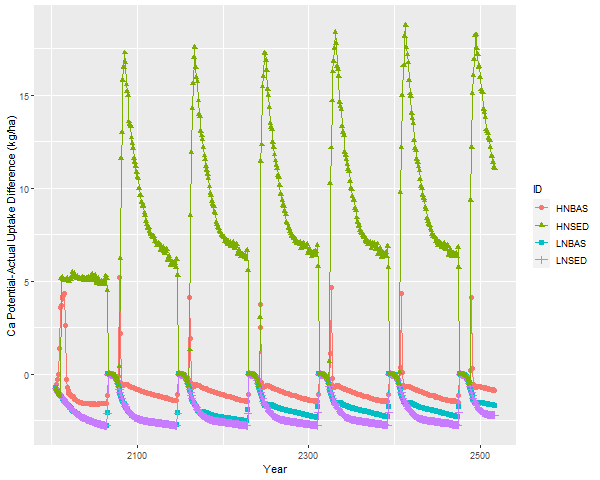 Ca Potential-Actual Uptake Difference (kg/ha)
15
10
5
0
2100
2300
2500
Year
ID
HNBAS
HNSED
LNBAS
LNSED